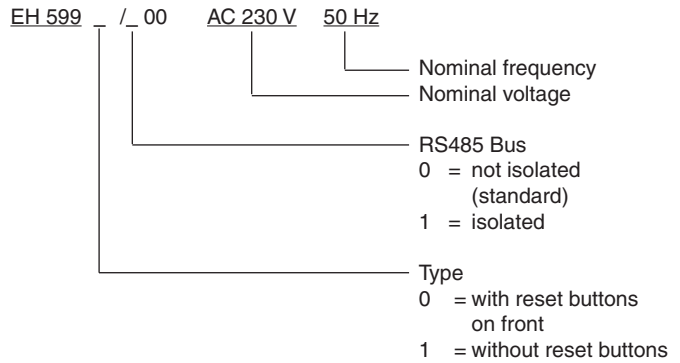 EH 599 _ /_ 00 AC 230 V 50 Hz
Nominal frequency
Nominal voltage
RS485 Bus
0 = not isolated
(standard)
1 = isolated
Type
0 = with reset buttons
on front
1 = without reset buttons